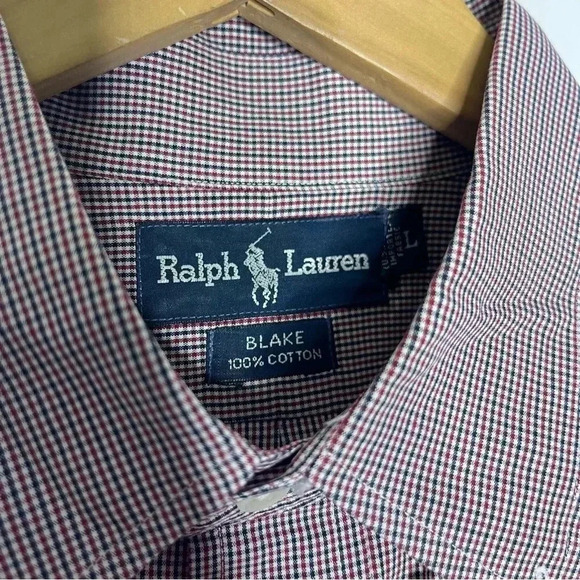 Ralph Lauren
L
BLAKE
100% COTTON